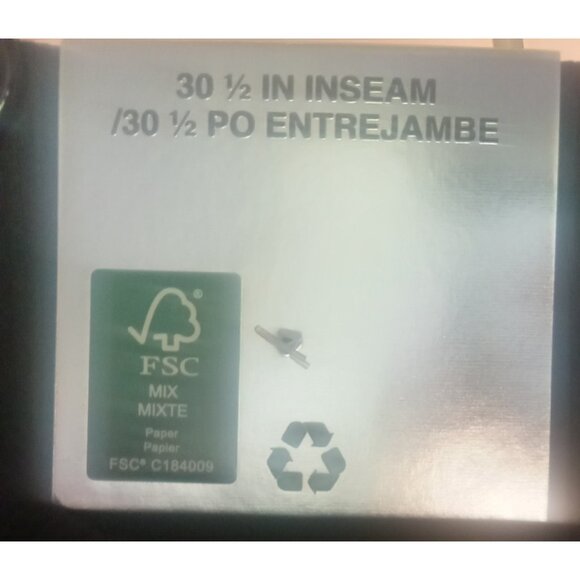 30 ½ IN INSEAM
/30 ½ PO ENTREJAMBE
®
FSC
MIX
MIXTE
Paper
Papier
FSC® C184009